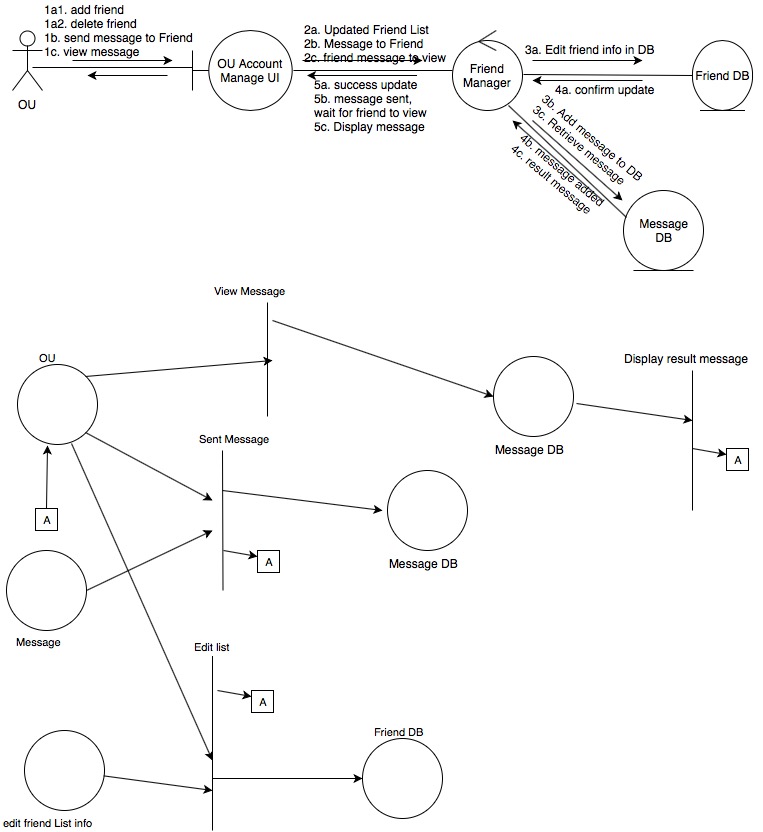 1a1. add friend
1a2. delete friend
1b. send message to Friend
1c. view message
OU
OU Account
Manage UI
2a. Updated Friend List
2b. Message to Friend
2c. friend message to view
5a. success update
5b. message sent,
wait for friend to view
5c. Display message
Friend
Manager
3a. Edit friend info in DB
4a. confirm update
Friend DB
3b. Add message to DB
3c. Retrieve message
4b. message added
4c. result message
Message
DB
View Message
OU
Display result message
Message DB
A
Sent Message
A
Message DB
A
Message
Edit list
A
Friend DB
edit friend List info